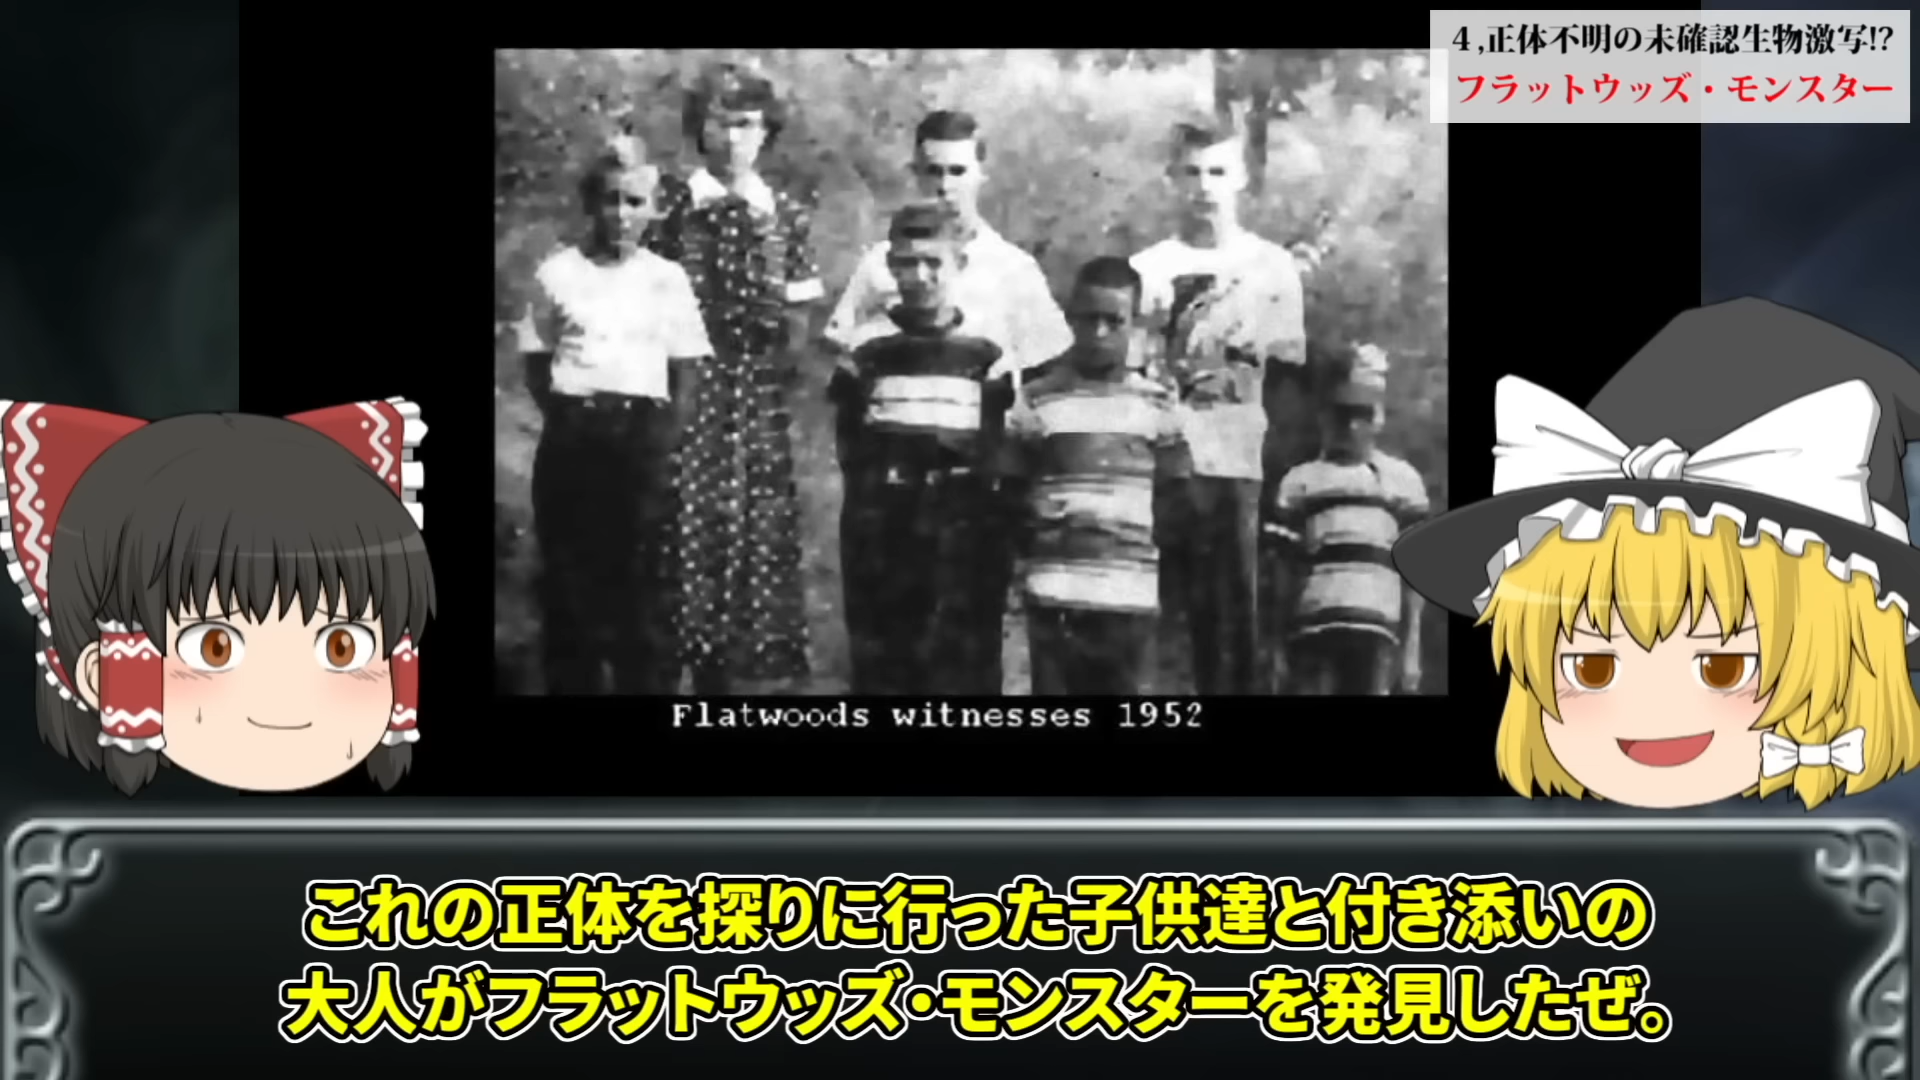 4,正体不明の未確認生物激写!?
フラットウッズ・モンスター
Flatwoods witnesses 1952
これの正体を探りに行った子供達と付き添いの
大人がフラットウッズ・モンスターを発見したぜ。